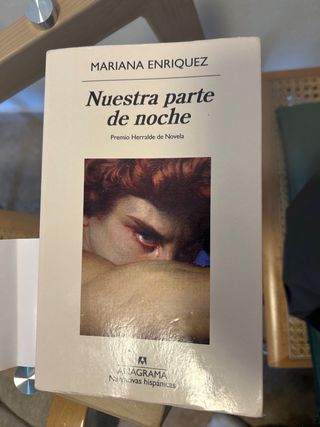 MARIANA ENRIQUEZ
Nuestra parte
de noche
Premio Herralde de Novela
ANAGRAMA
Narrativas hispánicas